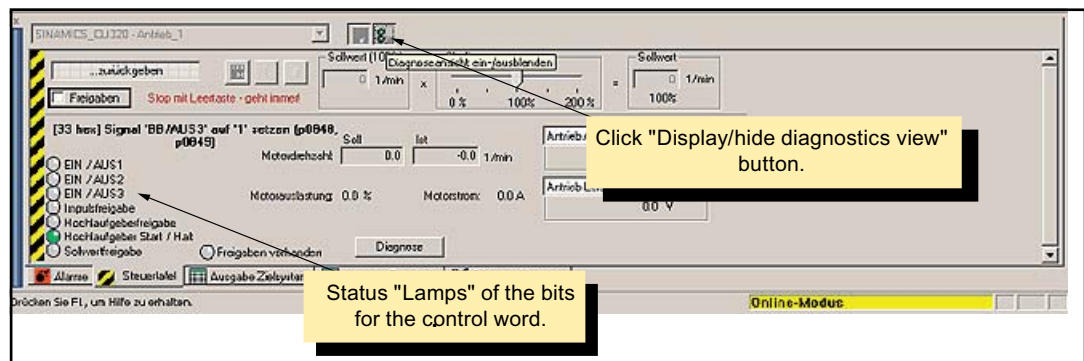 SINAMICS_CU320 - Antrieb_1
Sollwert (10
Diagnoseansicht ein-/ausblenden
Sollwert
...zurückgeben
0 1/min x = 0 1/min
0 % 100% 200 % 100%
Freigaben Stop mit Leertaste - geht immer!
[33 hex] Signal 'BB/AUS3' auf '1' setzen (p0848, p0849)
Soll Ist
Motordrehzahl: 0.0 -0.0 1/min
Motorauslastung: 0.0 % Motorstrom: 0.0 A
0.0 V
EIN / AUS1
EIN / AUS2
EIN / AUS3
Impulsfreigabe
Hochlaufgeberfreigabe
Hochlaufgeber Start / Halt
Sollwertfreigabe
Freigaben vorhanden
Diagnose
Click "Display/hide diagnostics view"
button.
Alarme Steuertafel Ausgabe Zielsystem
Status "Lamps" of the bits
for the control word.
Drücken Sie F1, um Hilfe zu erhalten.
Online-Modus